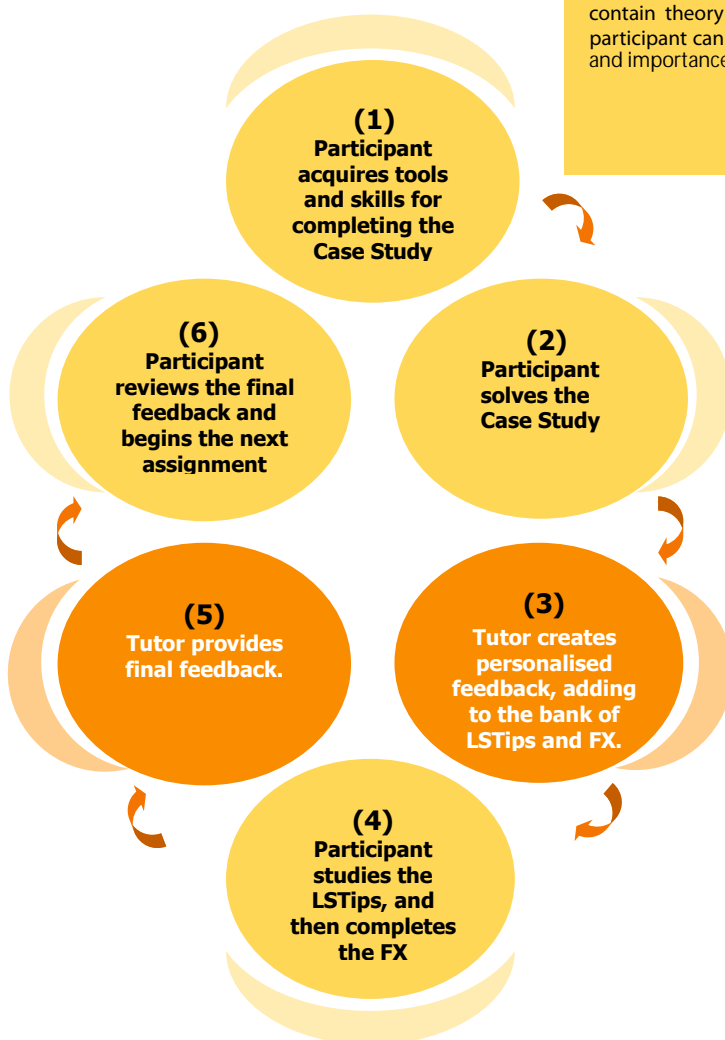 contain theory
participant can
and importance
(1)
Participant
acquires tools
and skills for
completing the
Case Study
(2)
Participant
solves the
Case Study
(3)
Tutor creates
personalised
feedback, adding
to the bank of
LSTips and FX.
(4)
Participant
studies the
LSTips, and
then completes
the FX
(5)
Tutor provides
final feedback.
(6)
Participant
reviews the final
feedback and
begins the next
assignment